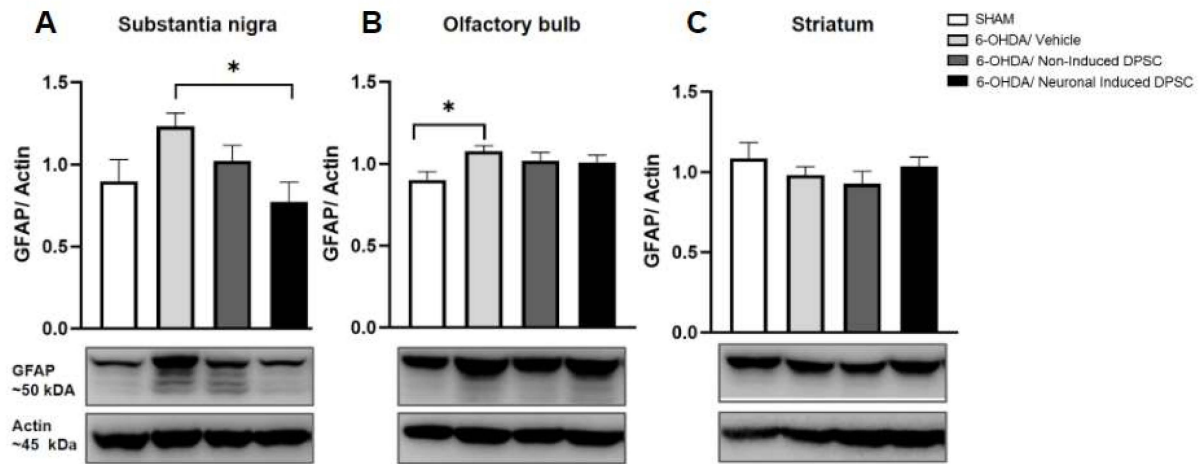 A Substantia nigra
B Olfactory bulb
C Striatum
SHAM
6-OHDA/ Vehicle
6-OHDA/ Non-Induced DPSC
6-OHDA/ Neuronal Induced DPSC
*
1.5
1.0
0.5
0.0
GFAP/ Actin
*
1.5
1.0
0.5
0.0
GFAP/ Actin
1.5
1.0
0.5
0.0
GFAP/ Actin
GFAP
~50 kDA
Actin
~45 kDa